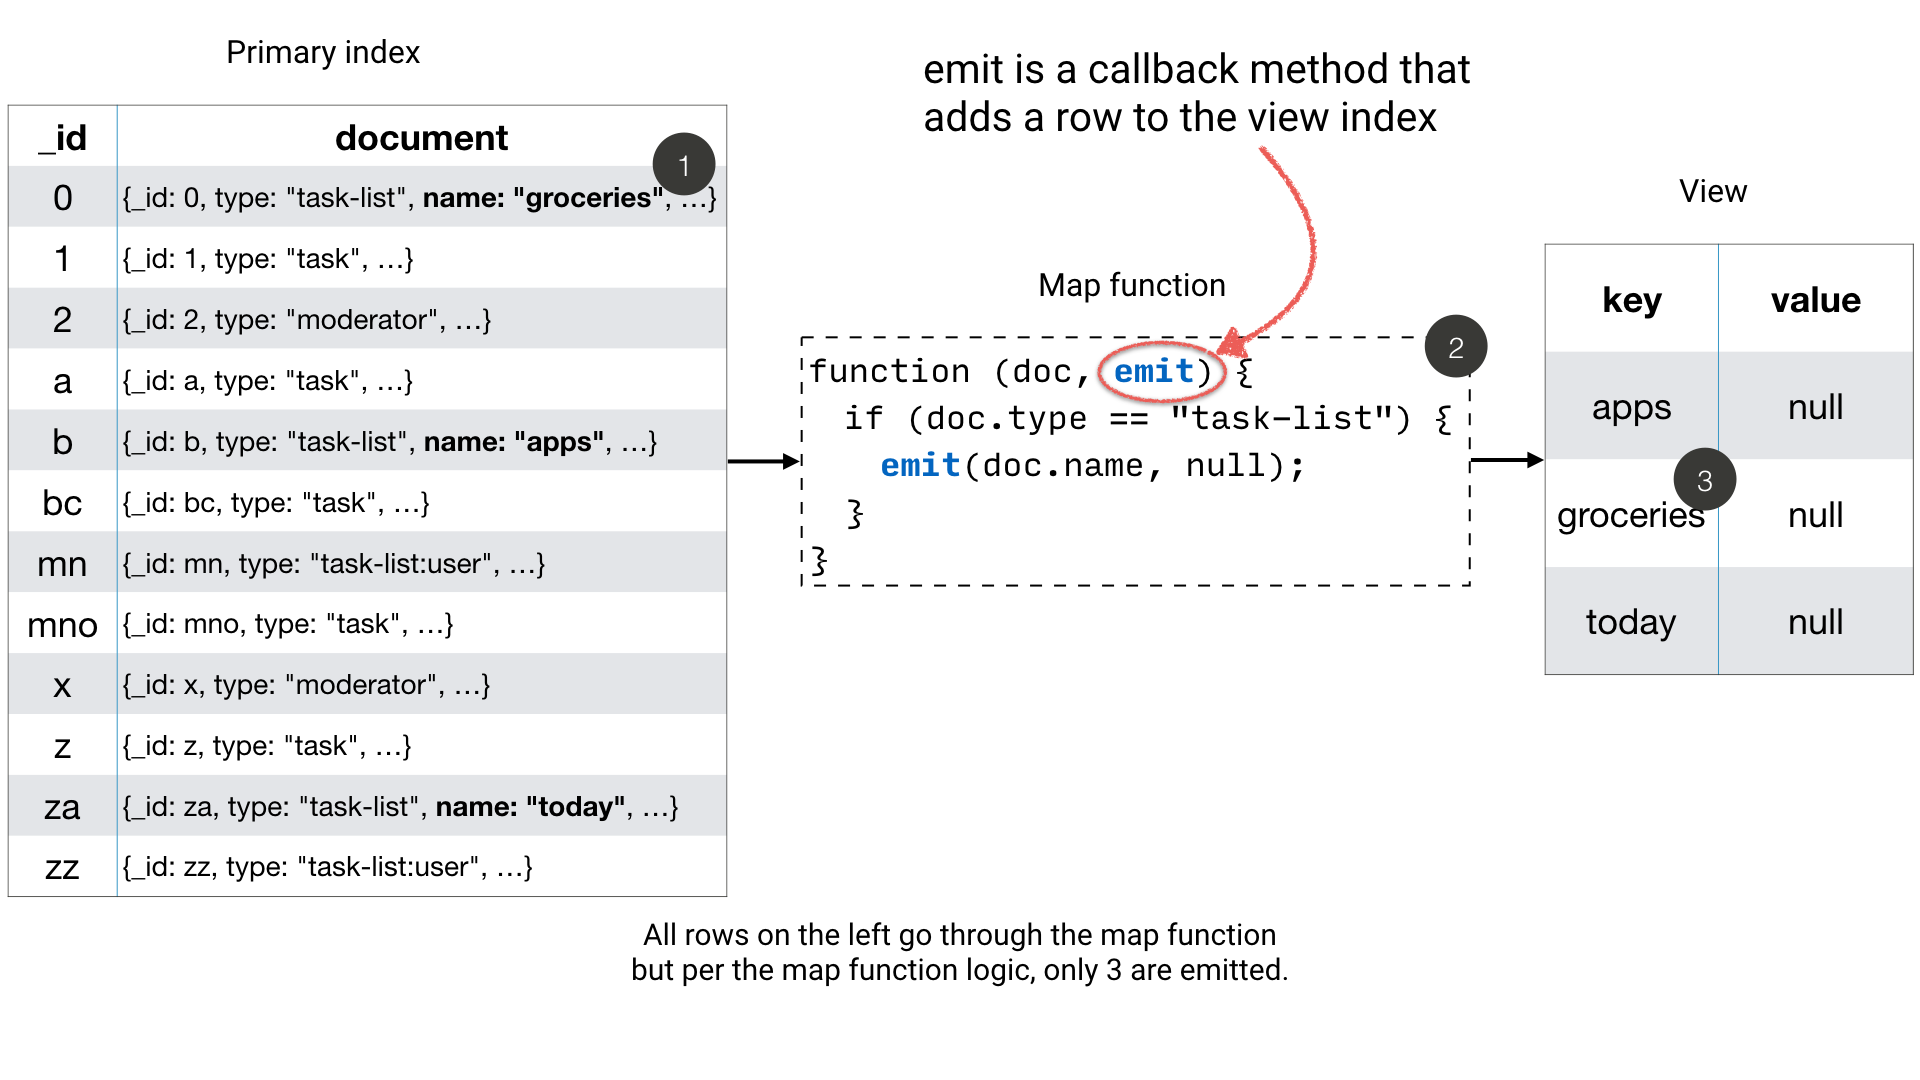 Primary index
_id document
1
0 {_id: 0, type: "task-list", name: "groceries", ...}
1 {_id: 1, type: "task", ...}
2 {_id: 2, type: "moderator", ...}
a {_id: a, type: "task", ...}
b {_id: b, type: "task-list", name: "apps", ...}
bc {_id: bc, type: "task", ...}
mn {_id: mn, type: "task-list:user", ...}
mno {_id: mno, type: "task", ...}
x {_id: x, type: "moderator", ...}
z {_id: z, type: "task", ...}
za {_id: za, type: "task-list", name: "today", ...}
zz {_id: zz, type: "task-list:user", ...}
emit is a callback method that
adds a row to the view index
Map function
2
function (doc, emit) {
if (doc.type == "task-list") {
emit(doc.name, null);
}
}
View
key value
apps null
3
groceries null
today null
All rows on the left go through the map function
but per the map function logic, only 3 are emitted.